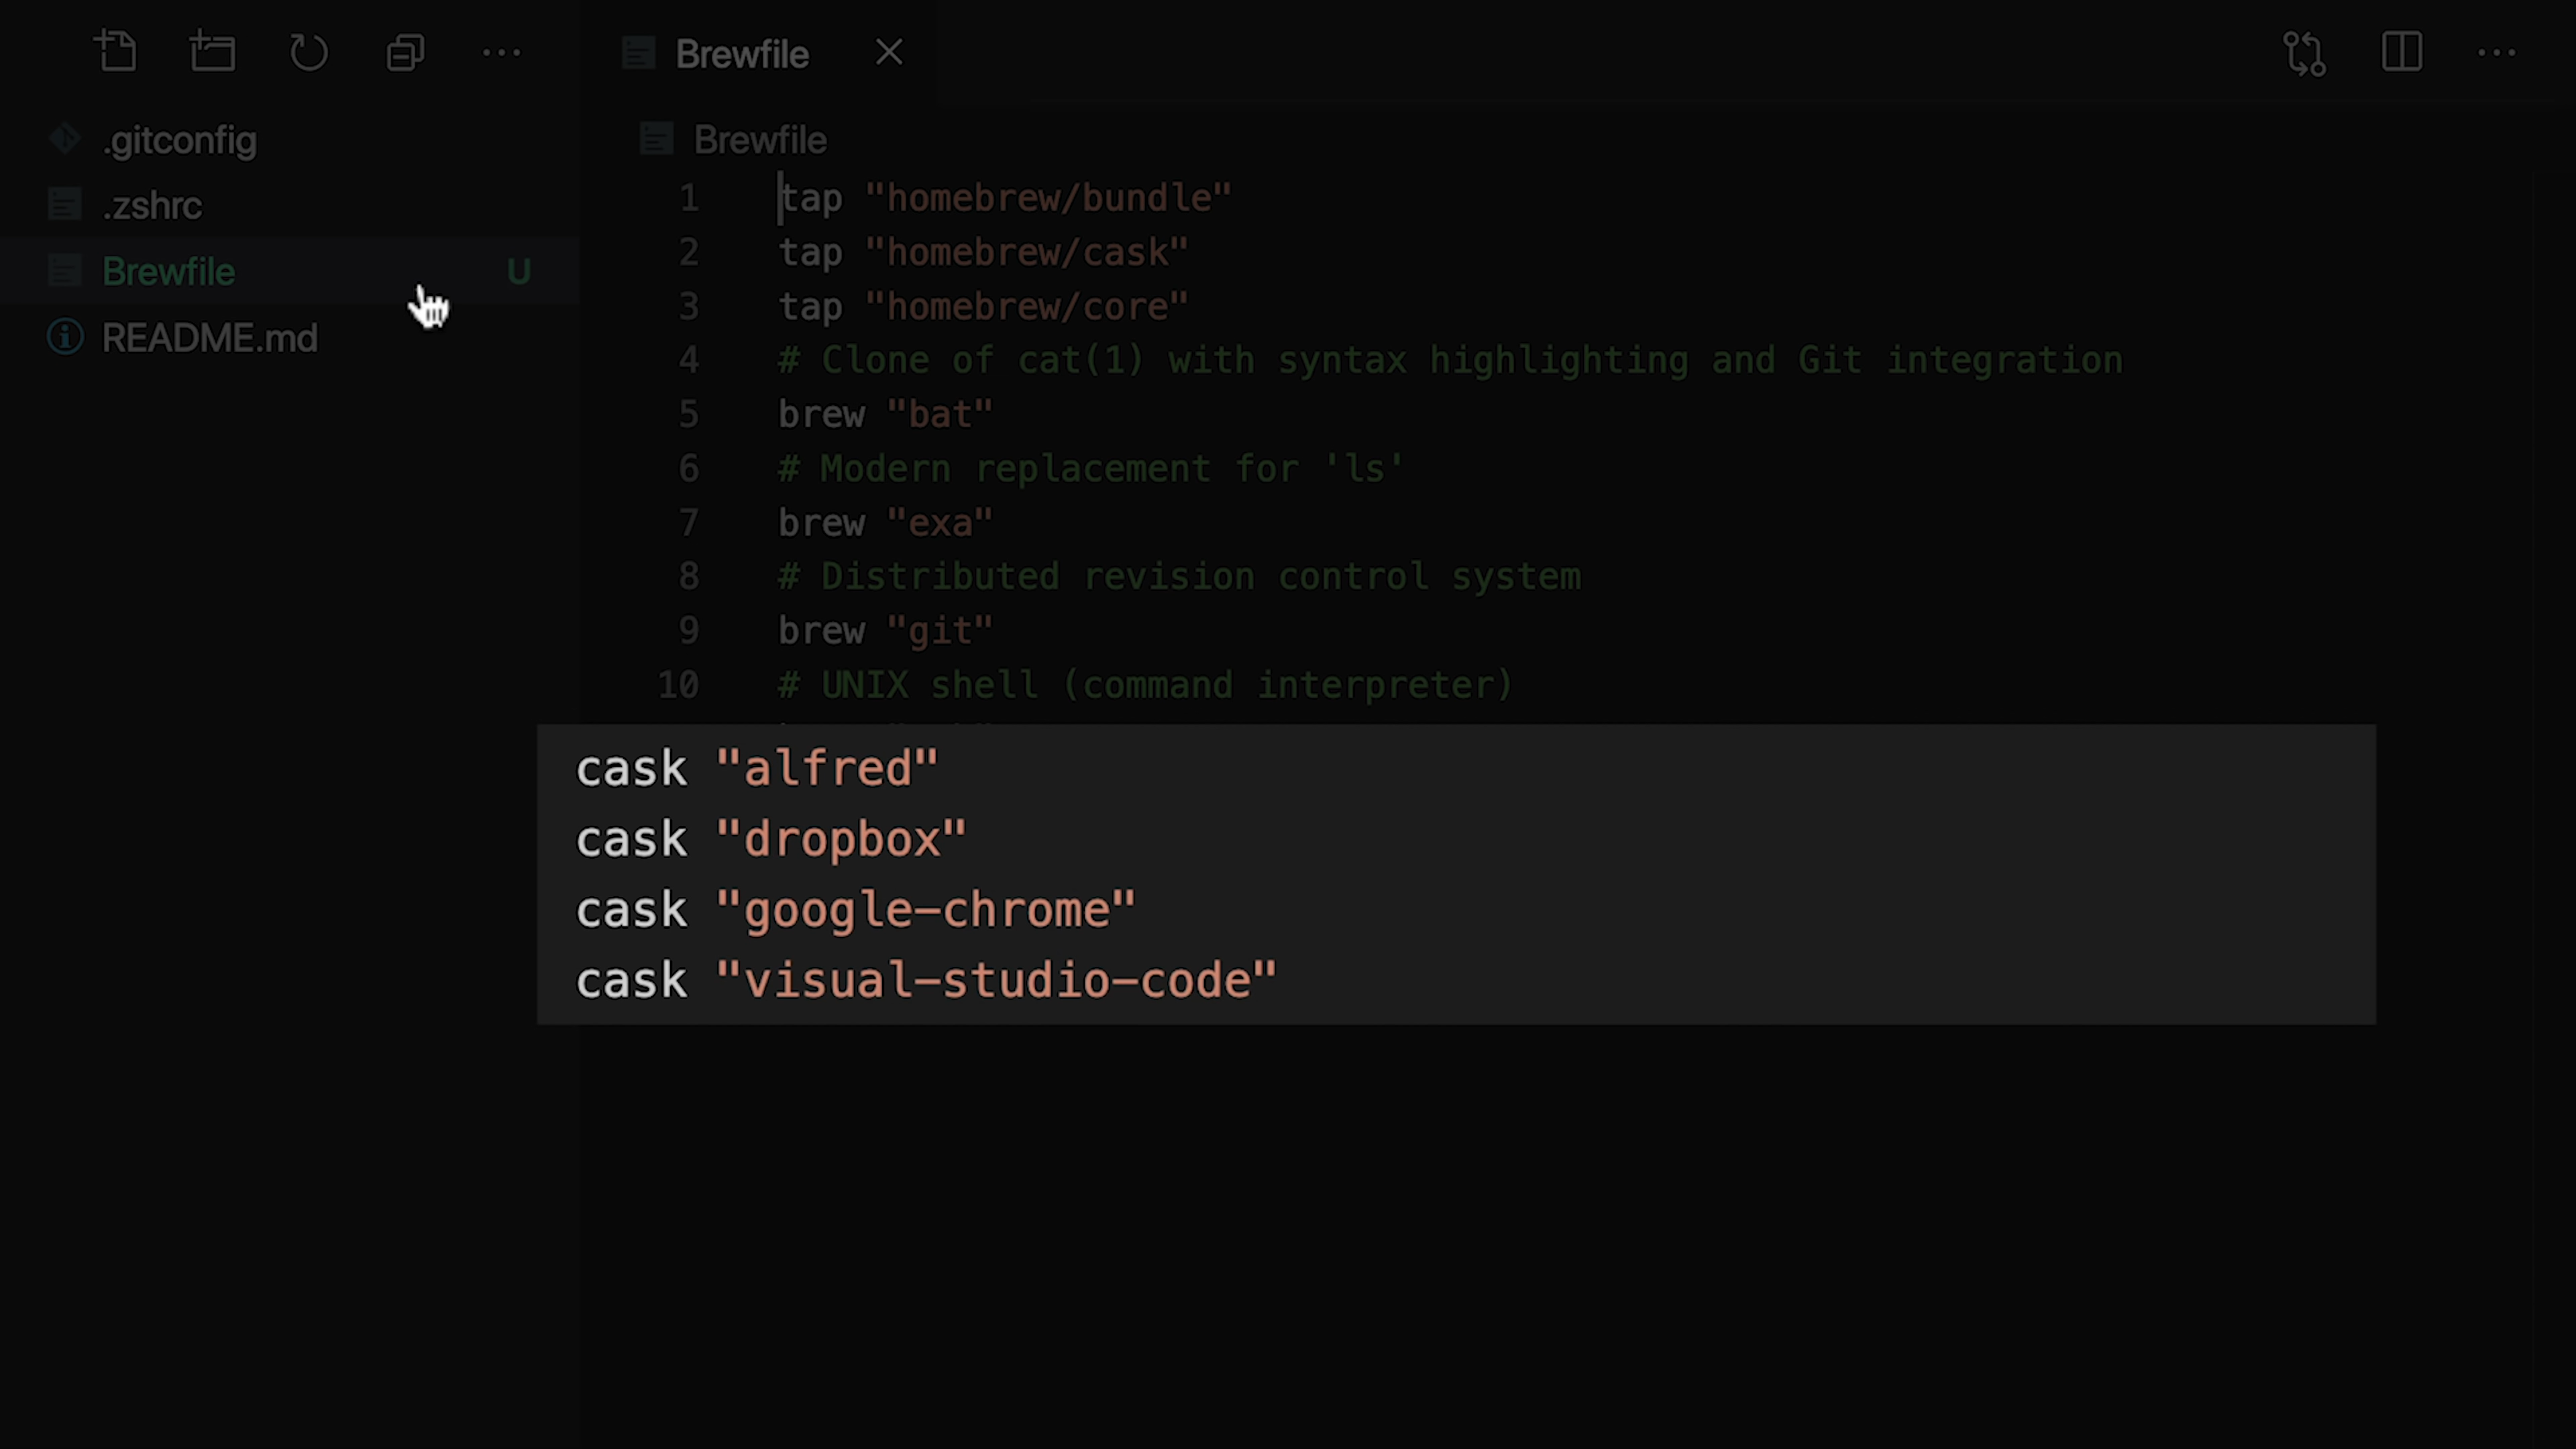 Brewfile
.gitconfig
.zshrc
Brewfile U
README.md
Brewfile
1 tap "homebrew/bundle"
2 tap "homebrew/cask"
3 tap "homebrew/core"
4 # Clone of cat(1) with syntax highlighting and Git integration
5 brew "bat"
6 # Modern replacement for 'ls'
7 brew "exa"
8 # Distributed revision control system
9 brew "git"
10 # UNIX shell (command interpreter)
cask "alfred"
cask "dropbox"
cask "google-chrome"
cask "visual-studio-code"